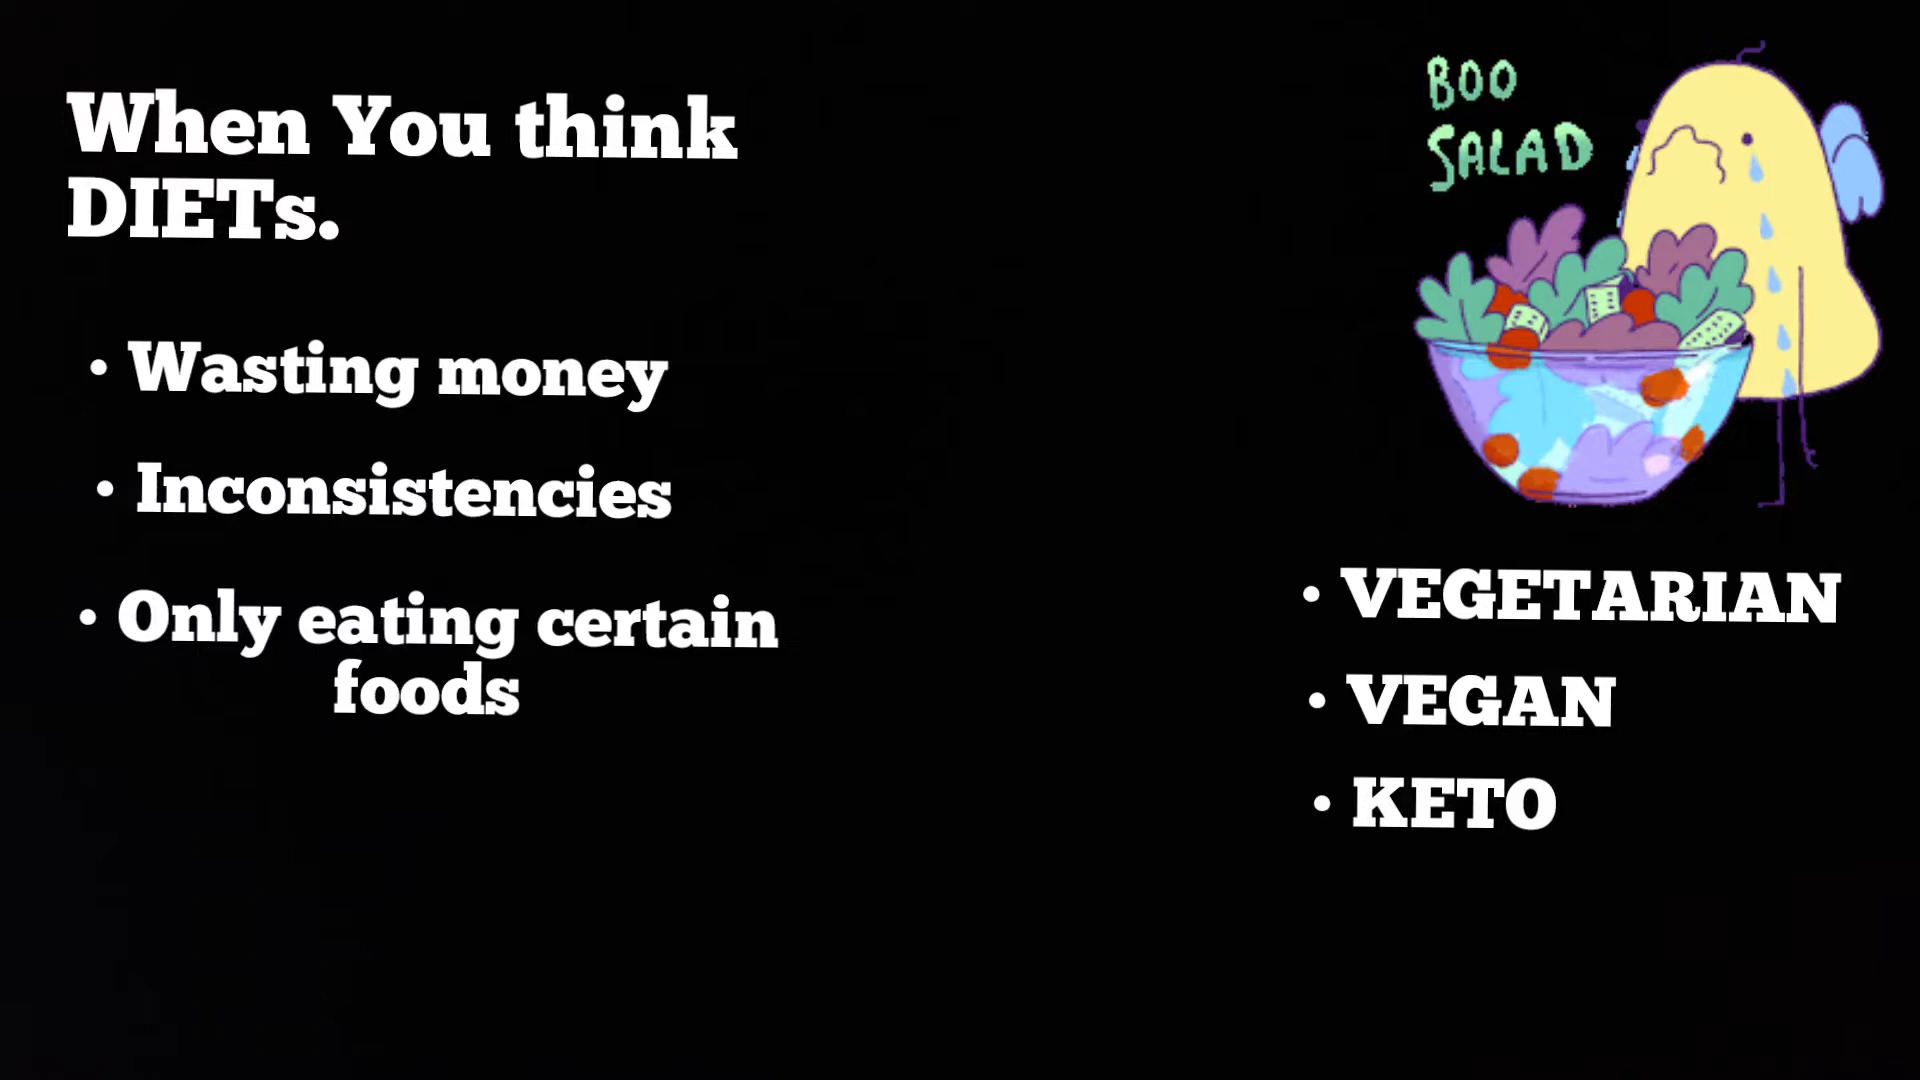 When You think
DIETs.
• Wasting money
• Inconsistencies
• Only eating certain
foods
BOO
SALAD
• VEGETARIAN
• VEGAN
• KETO